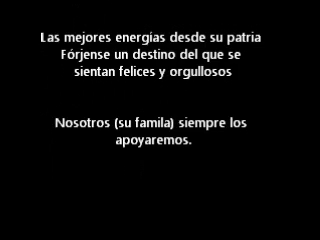 Las mejores energías desde su patria
Fórjense un destino del que se
sientan felices y orgullosos
Nosotros (su famila) siempre los
apoyaremos.